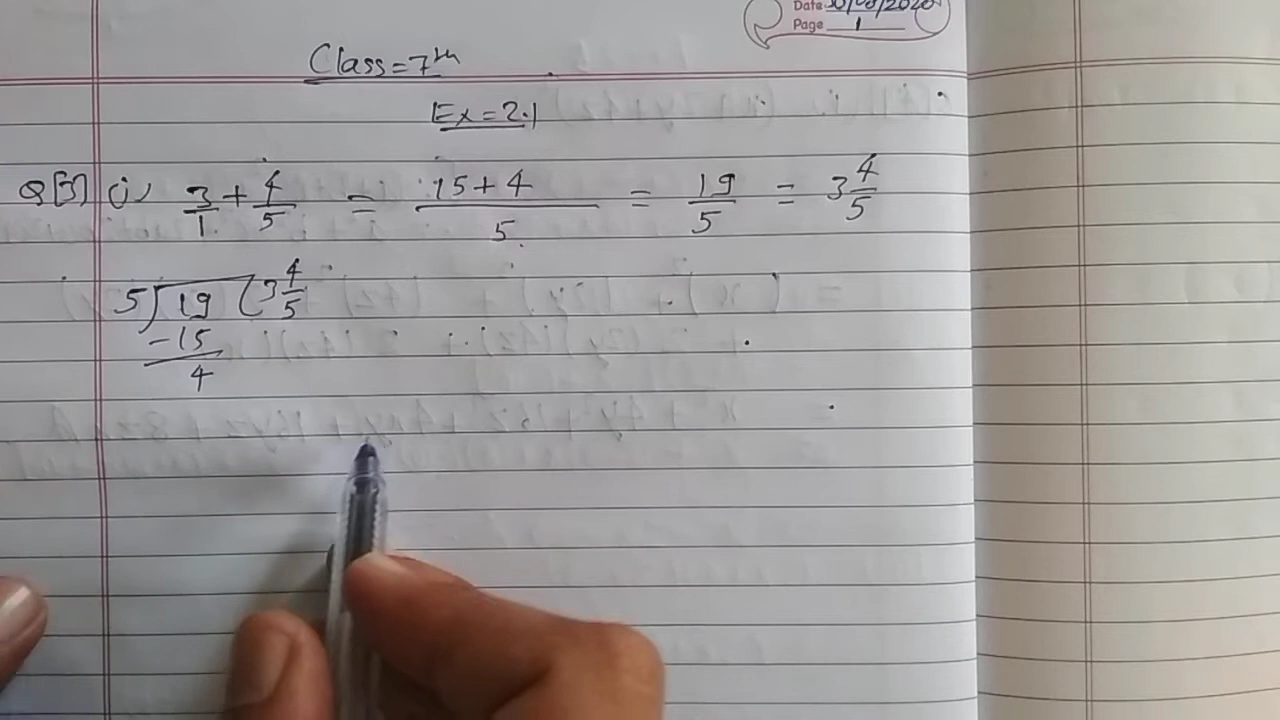 Date 30/08/2020
Page 1
Class=7th
Ex=2.1
Q[3] (i) 3/1 + 4/5 = 15+4/5 = 19/5 = 3 4/5
5) 19 (3 4/5
-15
4